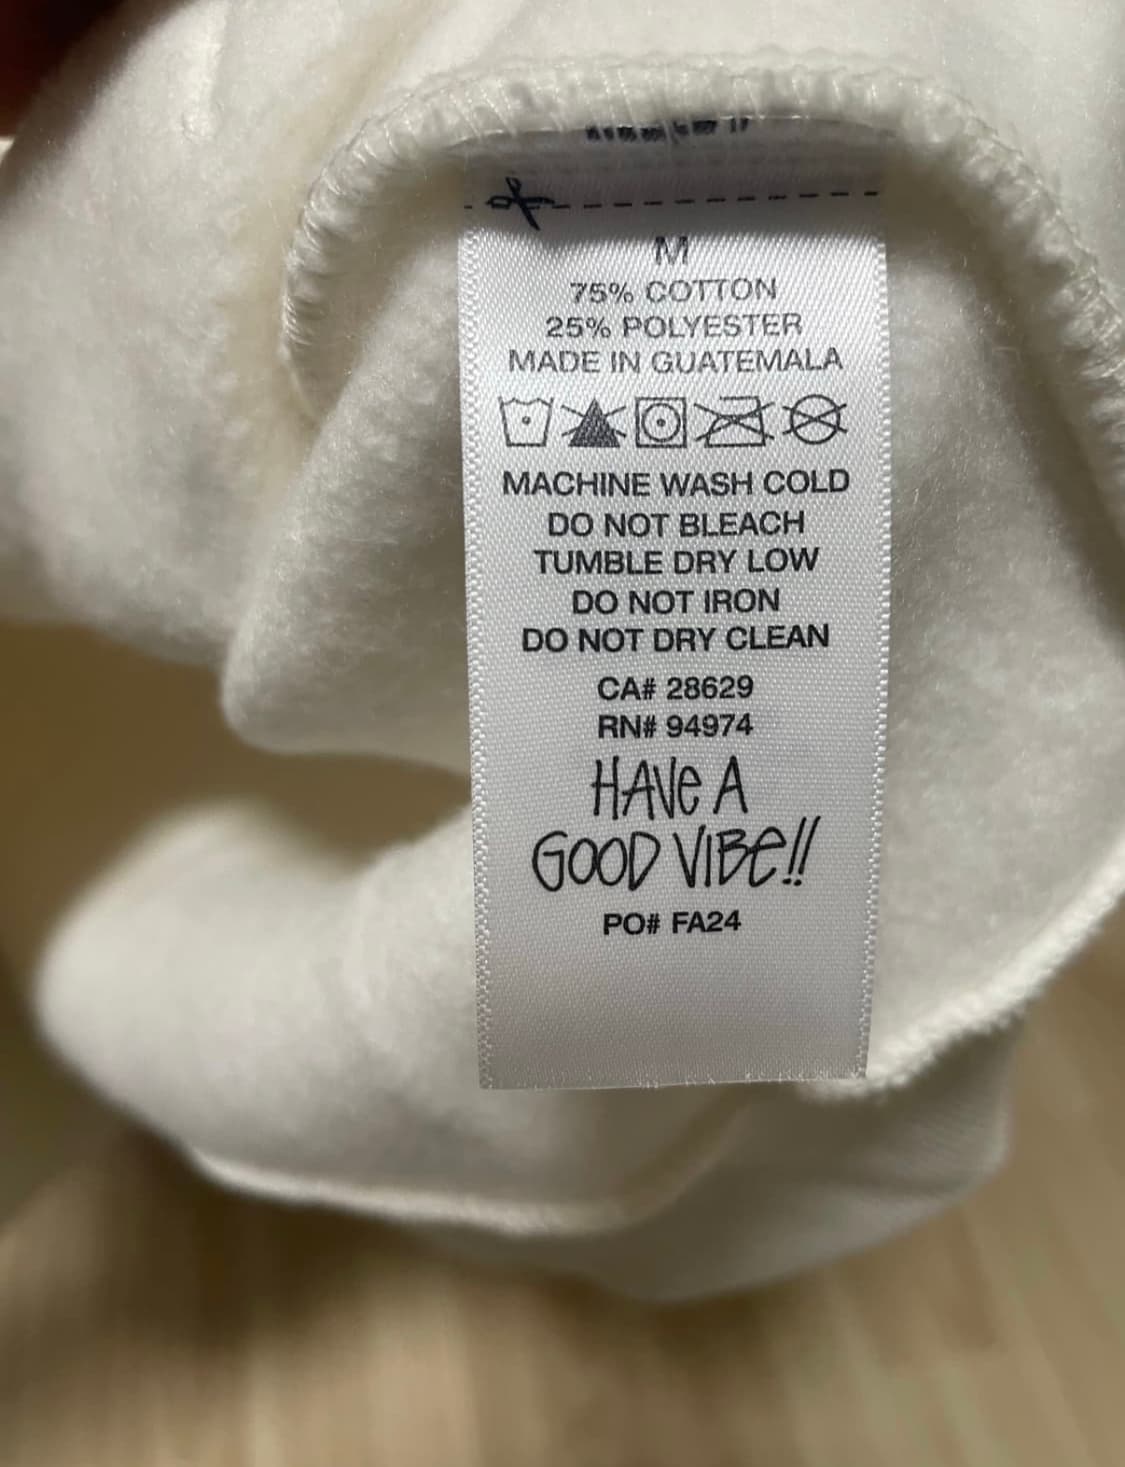 M
75% COTTON
25% POLYESTER
MADE IN GUATEMALA
MACHINE WASH COLD
DO NOT BLEACH
TUMBLE DRY LOW
DO NOT IRON
DO NOT DRY CLEAN
CA# 28629
RN# 94974
HAVe A
GOOD VIBe!!
PO# FA24